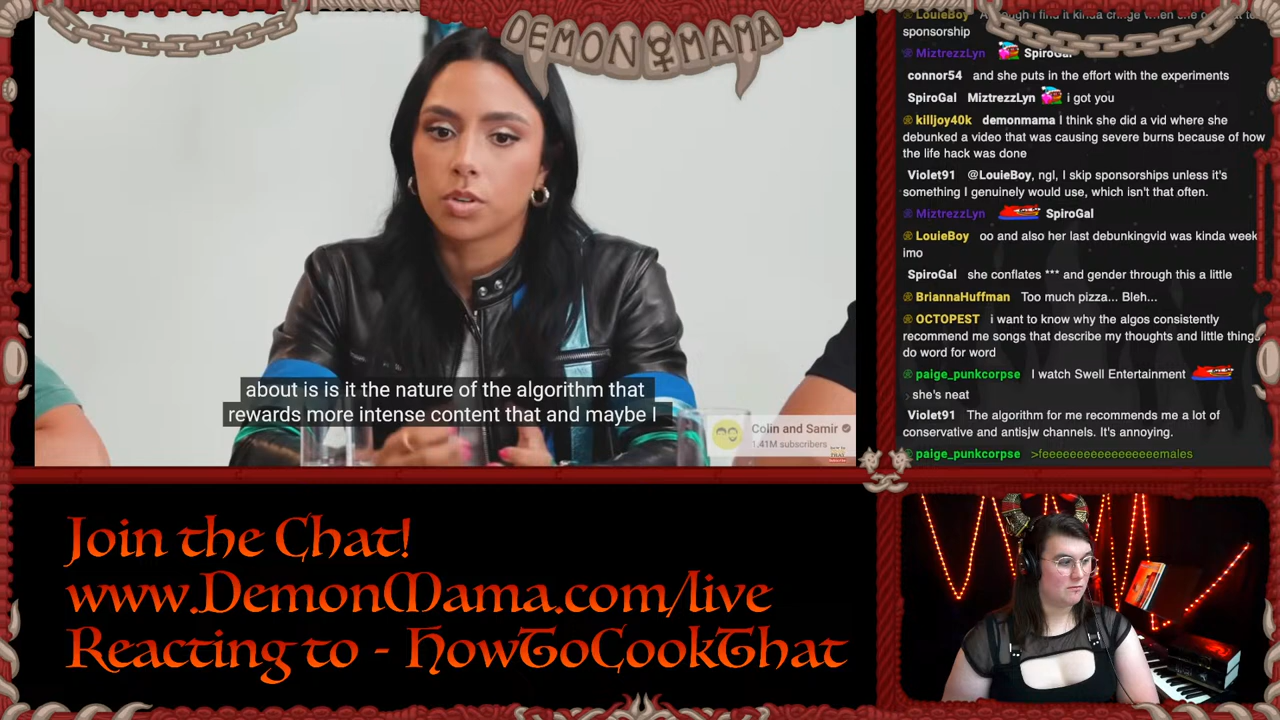 DEMON MAMA
about is is it the nature of the algorithm that
rewards more intense content that and maybe I
Colin and Samir
1.41M subscribers
LouieBoy
sponsorship
MiztrezzLyn SpiroGal
connor54 and she puts in the effort with the experiments
SpiroGal MiztrezzLyn i got you
killjoy40k demonmama I think she did a vid where she
debunked a video that was causing severe burns because of how
the life hack was done
Violet91 @LouieBoy, ngl, I skip sponsorships unless it's
something I genuinely would use, which isn't that often.
MiztrezzLyn SpiroGal
LouieBoy oo and also her last debunkingvid was kinda week
imo
SpiroGal she conflates *** and gender through this a little
BriannaHuffman Too much pizza... Bleh...
OCTOPEST i want to know why the algos consistently
recommend me songs that describe my thoughts and little things
do word for word
paige_punkcorpse I watch Swell Entertainment
she's neat
Violet91 The algorithm for me recommends me a lot of
conservative and antisjw channels. It's annoying.
paige_punkcorpse >feeeeeeeeeeeeeeeeemales
Join the Chat!
www.DemonMama.com/live
Reacting to - HowToCookThat